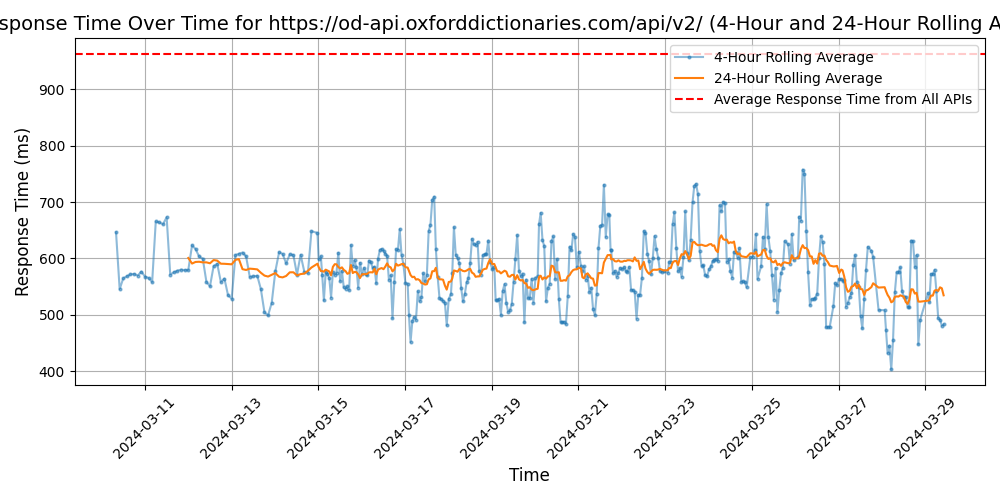 sponse Time Over Time for https://od-api.oxforddictionaries.com/api/v2/ (4-Hour and 24-Hour Rolling A
4-Hour Rolling Average
24-Hour Rolling Average
Average Response Time from All APIs
Response Time (ms)
900
800
700
600
500
400
2024-03-11
2024-03-13
2024-03-15
2024-03-17
2024-03-19
2024-03-21
2024-03-23
2024-03-25
2024-03-27
2024-03-29
Time